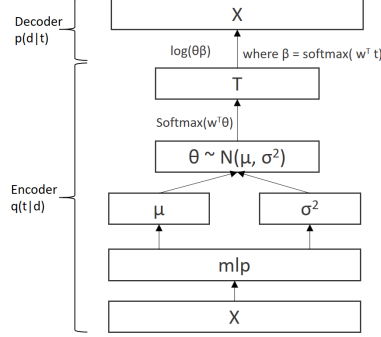 X
Decoder
p(d|t)
log(θβ)
where β = softmax( wᵀ t)
T
Softmax(wᵀθ)
θ ~ N(μ, σ²)
Encoder
q(t|d)
μ
σ²
mlp
X